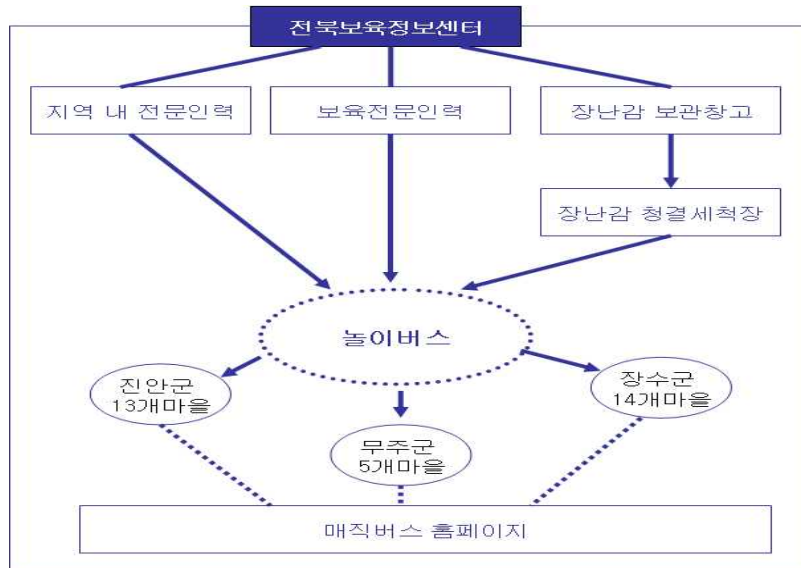 전북보육정보센터
지역 내 전문인력
보육전문인력
장난감 보관창고
장난감 청결세척장
놀이버스
진안군
13개마을
장수군
14개마을
무주군
5개마을
매직버스 홈페이지